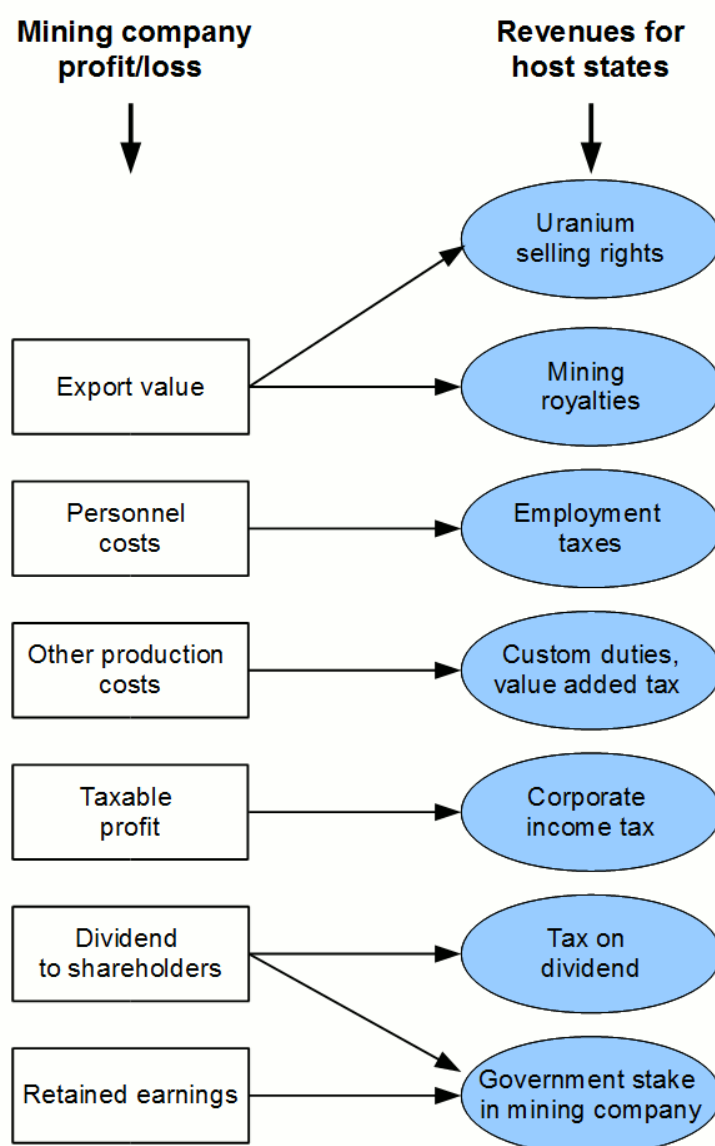 Mining company
profit/loss
Revenues for
host states
Uranium
selling rights
Export value
Mining
royalties
Personnel
costs
Employment
taxes
Other production
costs
Custom duties,
value added tax
Taxable
profit
Corporate
income tax
Dividend
to shareholders
Tax on
dividend
Retained earnings
Government stake
in mining company